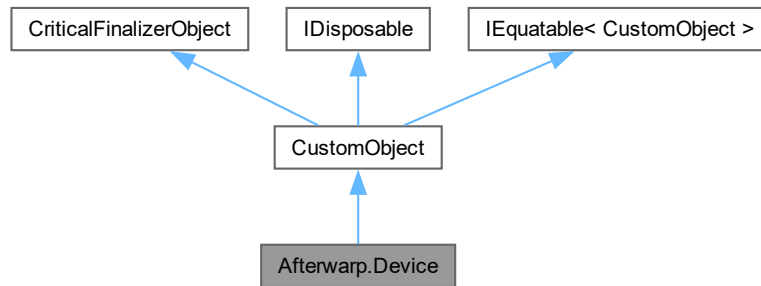 CriticalFinalizerObject
IDisposable
IEquatable< CustomObject >
CustomObject
Afterwarp.Device